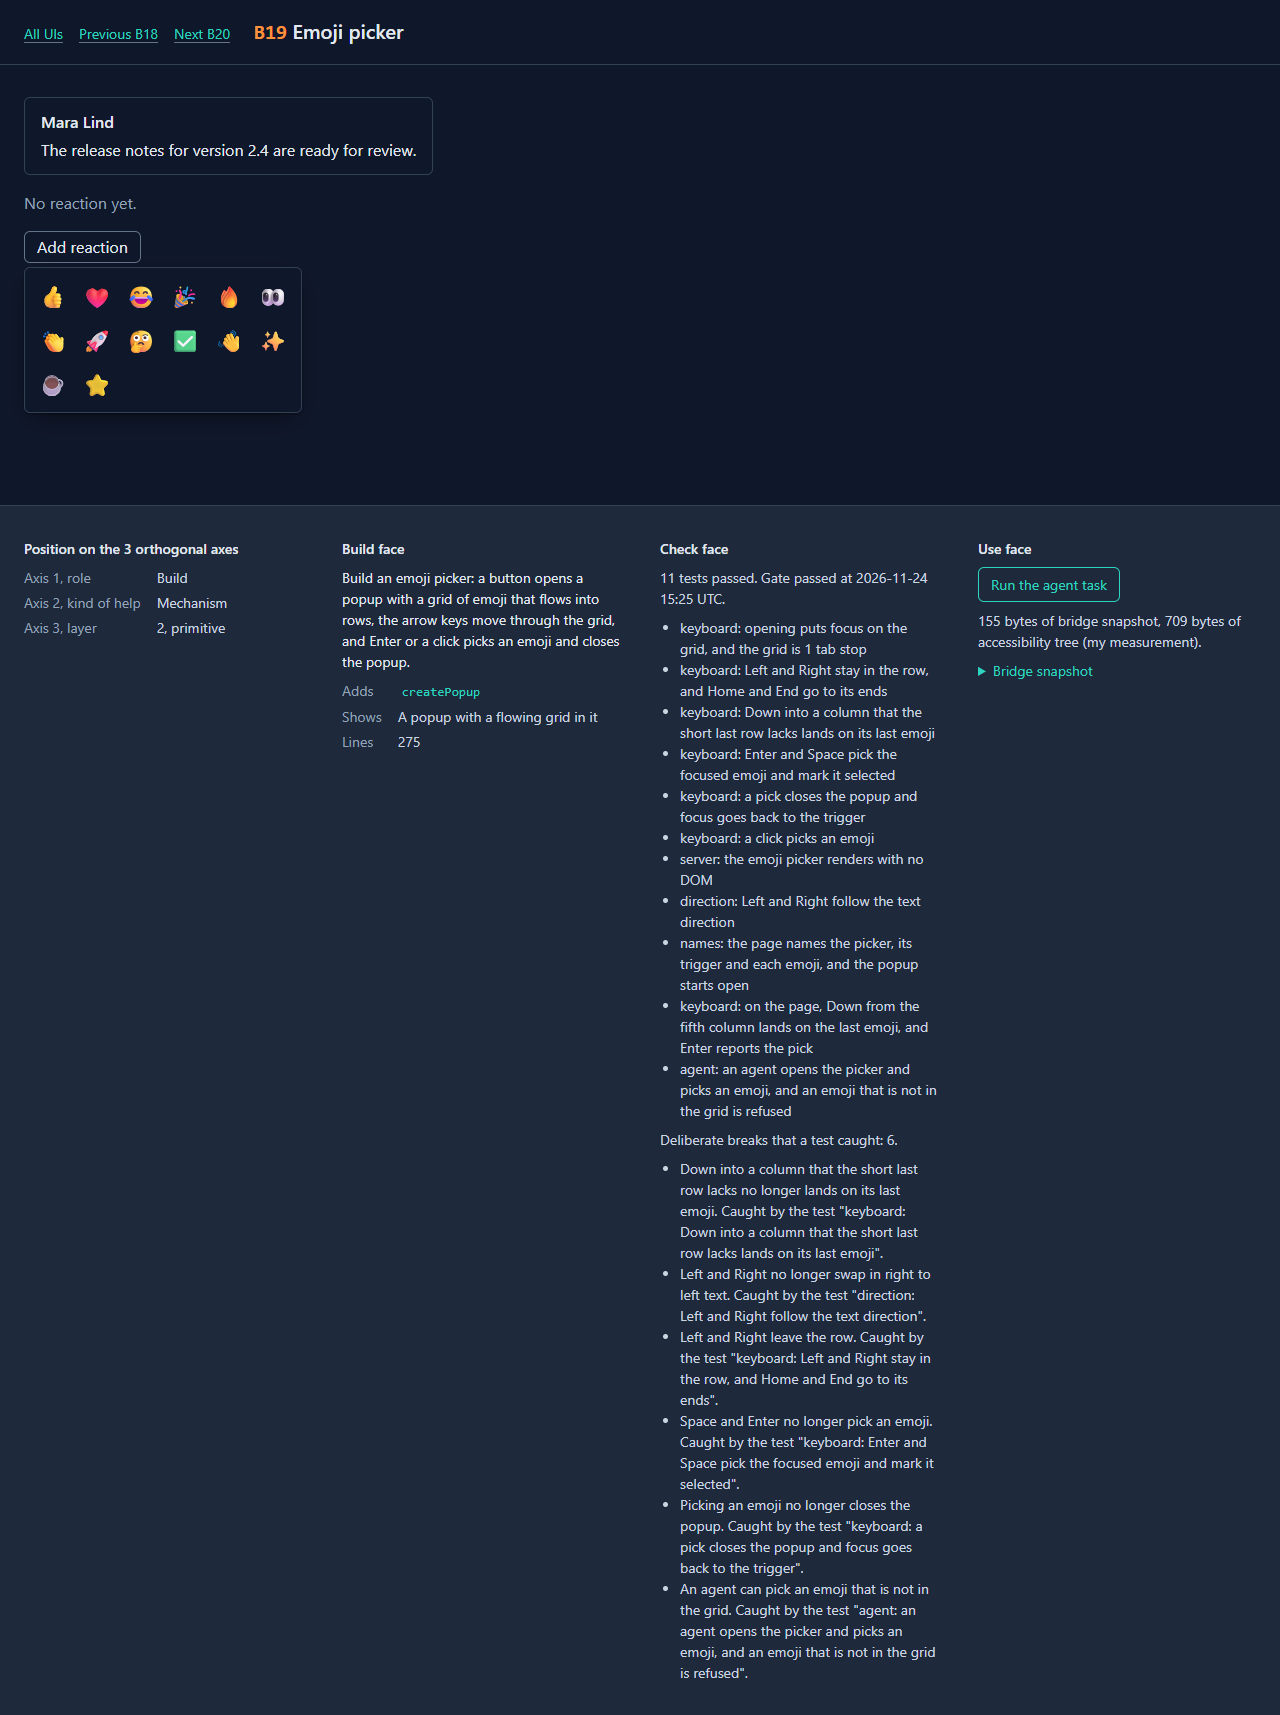 All UIs Previous B18 Next B20 B19 Emoji picker
Mara Lind
The release notes for version 2.4 are ready for review.
No reaction yet.
Add reaction
Position on the 3 orthogonal axes
Axis 1, role Build
Axis 2, kind of help Mechanism
Axis 3, layer 2, primitive
Build face
Build an emoji picker: a button opens a
popup with a grid of emoji that flows into
rows, the arrow keys move through the grid,
and Enter or a click picks an emoji and closes
the popup.
Adds createPopup
Shows A popup with a flowing grid in it
Lines 275
Check face
11 tests passed. Gate passed at 2026-11-24
15:25 UTC.
keyboard: opening puts focus on the
grid, and the grid is 1 tab stop
keyboard: Left and Right stay in the row,
and Home and End go to its ends
keyboard: Down into a column that the
short last row lacks lands on its last emoji
keyboard: Enter and Space pick the
focused emoji and mark it selected
keyboard: a pick closes the popup and
focus goes back to the trigger
keyboard: a click picks an emoji
server: the emoji picker renders with no
DOM
direction: Left and Right follow the text
direction
names: the page names the picker, its
trigger and each emoji, and the popup
starts open
keyboard: on the page, Down from the
fifth column lands on the last emoji, and
Enter reports the pick
agent: an agent opens the picker and
picks an emoji, and an emoji that is not in
the grid is refused
Deliberate breaks that a test caught: 6.
Down into a column that the short last
row lacks no longer lands on its last
emoji. Caught by the test "keyboard:
Down into a column that the short last
row lacks lands on its last emoji".
Left and Right no longer swap in right to
left text. Caught by the test "direction:
Left and Right follow the text direction".
Left and Right leave the row. Caught by
the test "keyboard: Left and Right stay in
the row, and Home and End go to its
ends".
Space and Enter no longer pick an emoji.
Caught by the test "keyboard: Enter and
Space pick the focused emoji and mark it
selected".
Picking an emoji no longer closes the
popup. Caught by the test "keyboard: a
pick closes the popup and focus goes
back to the trigger".
An agent can pick an emoji that is not in
the grid. Caught by the test "agent: an
agent opens the picker and picks an
emoji, and an emoji that is not in the grid
is refused".
Use face
Run the agent task
155 bytes of bridge snapshot, 709 bytes of
accessibility tree (my measurement).
Bridge snapshot